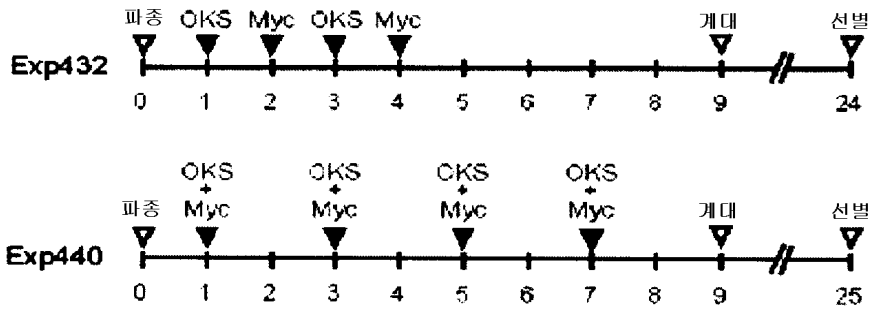 파종 OKS Myc OKS Myc 계대 선별
Exp432
0 1 2 3 4 5 6 7 8 9 24
OKS OKS OKS OKS
+ + + +
파종 Myc Myc Myc Myc 계대 선별
Exp440
0 1 2 3 4 5 6 7 8 9 25